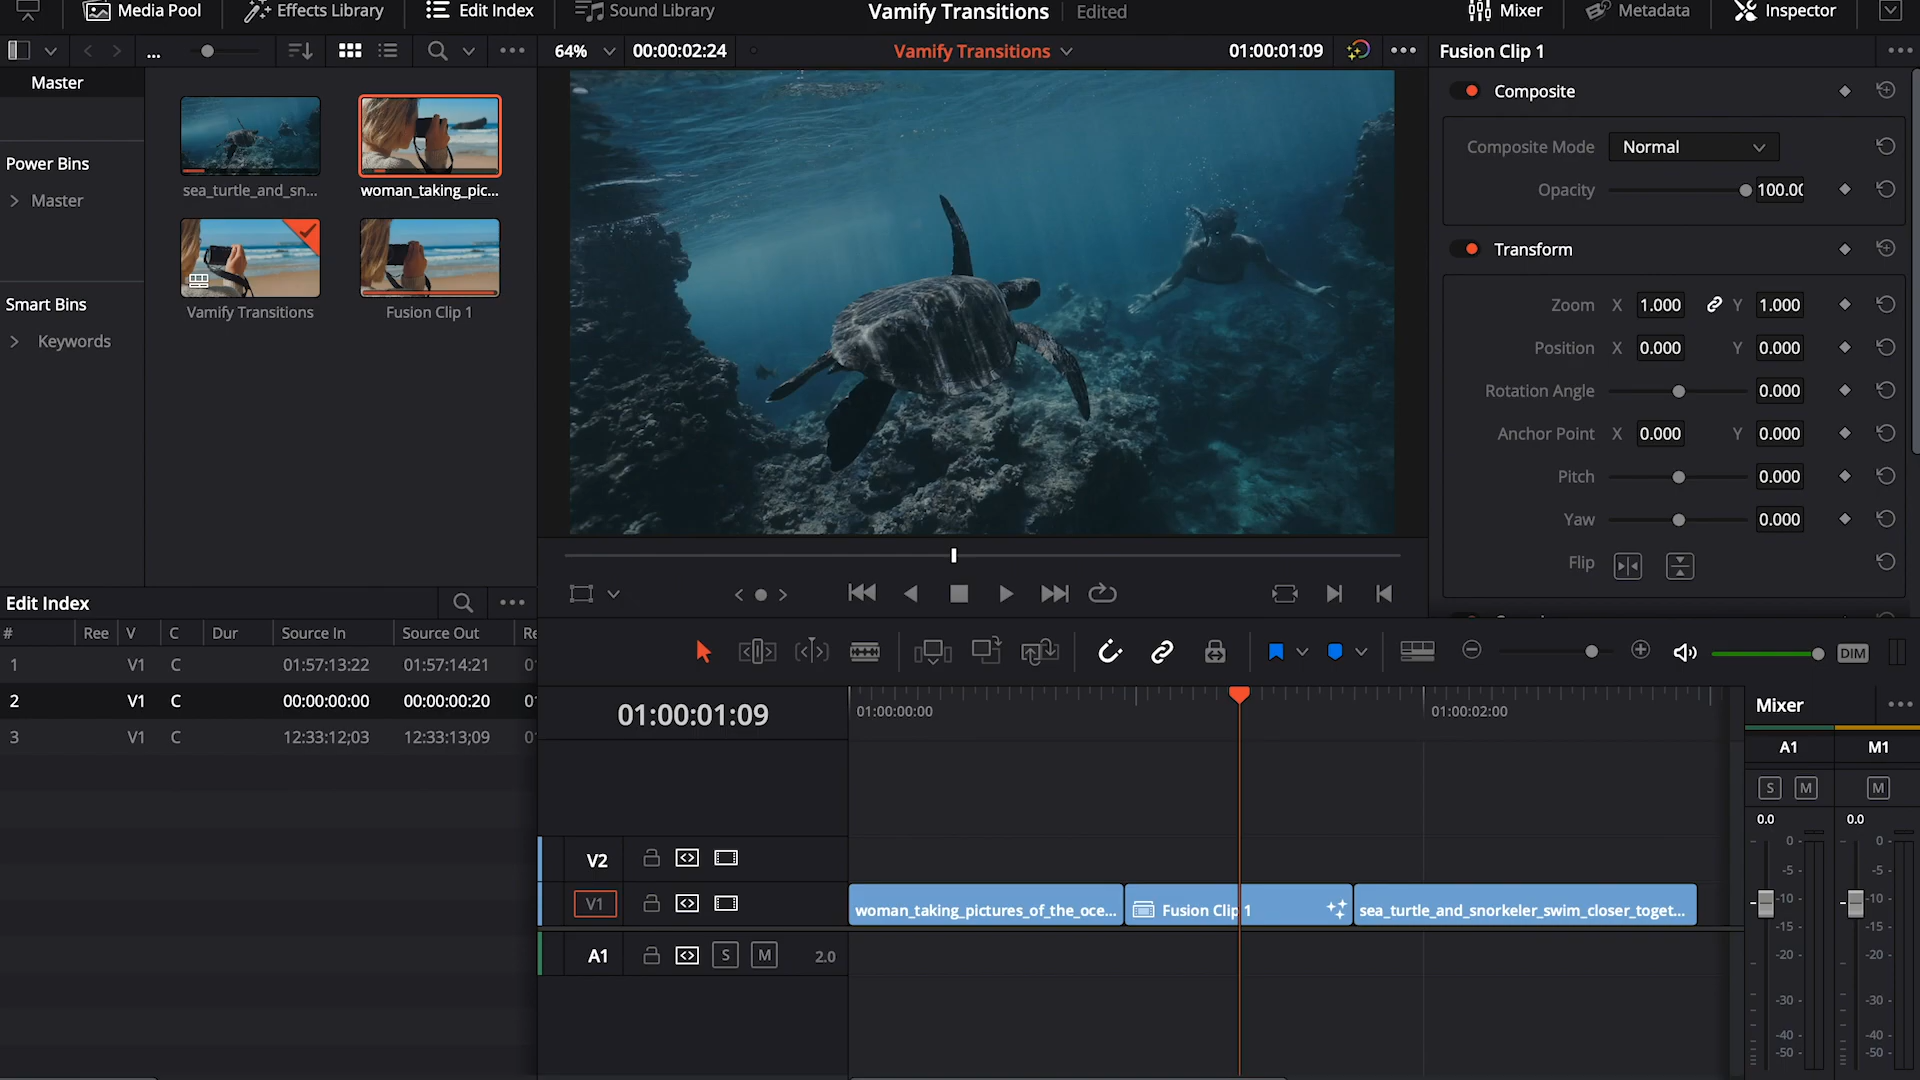 Media Pool Effects Library Edit Index Sound Library Vamify Transitions Edited Mixer Metadata Inspector
... 64% 00:00:02:24 Vamify Transitions 01:00:01:09 Fusion Clip 1
Master
Power Bins
Master
Smart Bins
Keywords
sea_turtle_and_sn... woman_taking_pic...
Vamify Transitions Fusion Clip 1
Composite
Composite Mode Normal
Opacity 100.00
Transform
Zoom X 1.000 Y 1.000
Position X 0.000 Y 0.000
Rotation Angle 0.000
Anchor Point X 0.000 Y 0.000
Pitch 0.000
Yaw 0.000
Flip
Edit Index
# Ree V C Dur Source In Source Out Re
1 V1 C 01:57:13:22 01:57:14:21
2 V1 C 00:00:00:00 00:00:00:20
3 V1 C 12:33:12;03 12:33:13;09
DIM
01:00:01:09 01:00:00:00 01:00:02:00
V2
V1 woman_taking_pictures_of_the_oce... Fusion Clip 1 sea_turtle_and_snorkeler_swim_closer_toget...
A1 S M 2.0
Mixer
A1 M1
S M M
0.0 0.0
0 0
-5 -5
-10 -10
-15 -15
-20 -20
-30 -30
-40 -40
-50 -50